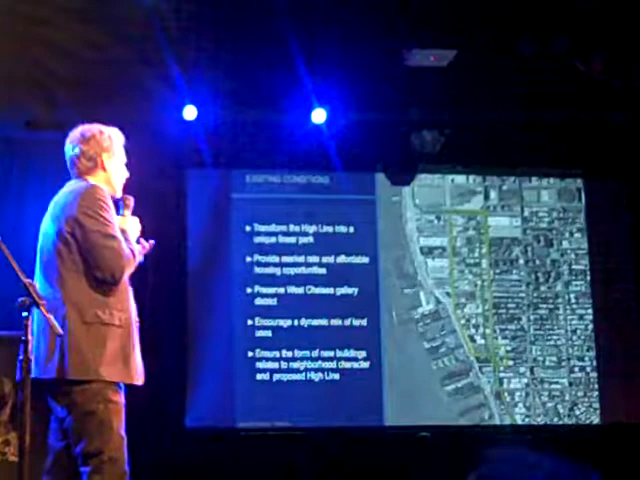 EXISTING CONDITIONS
Transform the High Line into a
unique linear park
Provide market rate and affordable
housing opportunities
Preserve West Chelsea gallery
district
Encourage a dynamic mix of land
uses
Ensure the form of new buildings
relates to neighborhood character
and proposed High Line